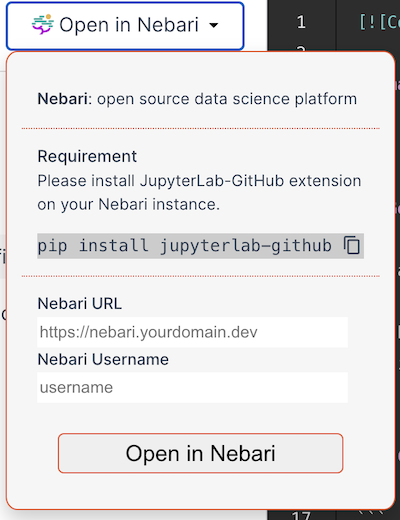 Open in Nebari
1
[![Co
2
Nebari: open source data science platform
Requirement
Please install JupyterLab-GitHub extension
on your Nebari instance.
pip install jupyterlab-github
Nebari URL
https://nebari.yourdomain.dev
Nebari Username
username
Open in Nebari
17
```